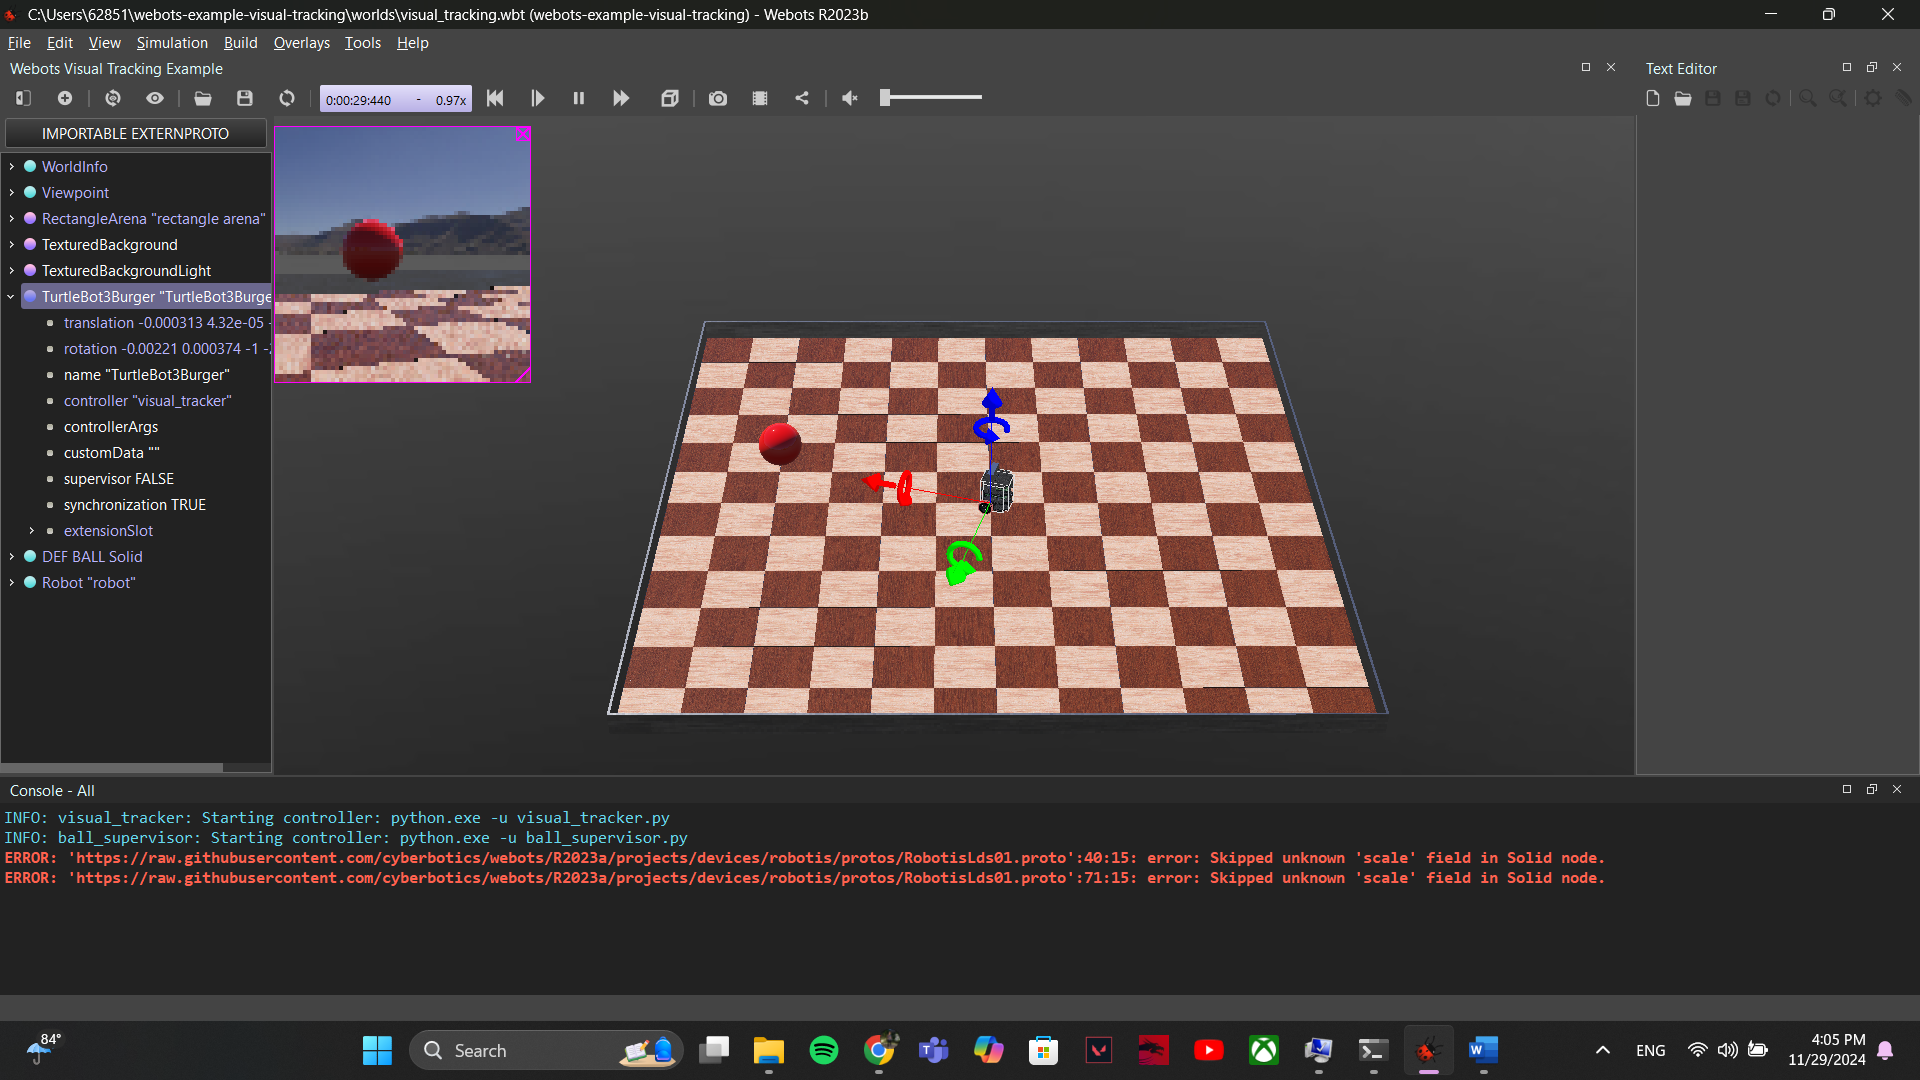 C:\Users\62851\webots-example-visual-tracking\worlds\visual_tracking.wbt (webots-example-visual-tracking) - Webots R2023b
File Edit View Simulation Build Overlays Tools Help
Webots Visual Tracking Example
Text Editor
0:00:29:440 - 0.97x
IMPORTABLE EXTERNPROTO
WorldInfo
Viewpoint
RectangleArena "rectangle arena"
TexturedBackground
TexturedBackgroundLight
TurtleBot3Burger "TurtleBot3Burge
translation -0.000313 4.32e-05 -
rotation -0.00221 0.000374 -1 -
name "TurtleBot3Burger"
controller "visual_tracker"
controllerArgs
customData ""
supervisor FALSE
synchronization TRUE
extensionSlot
DEF BALL Solid
Robot "robot"
Console - All
INFO: visual_tracker: Starting controller: python.exe -u visual_tracker.py
INFO: ball_supervisor: Starting controller: python.exe -u ball_supervisor.py
ERROR: 'https://raw.githubusercontent.com/cyberbotics/webots/R2023a/projects/devices/robotis/protos/RobotisLds01.proto':40:15: error: Skipped unknown 'scale' field in Solid node.
ERROR: 'https://raw.githubusercontent.com/cyberbotics/webots/R2023a/projects/devices/robotis/protos/RobotisLds01.proto':71:15: error: Skipped unknown 'scale' field in Solid node.
84°
Search
ENG
4:05 PM
11/29/2024